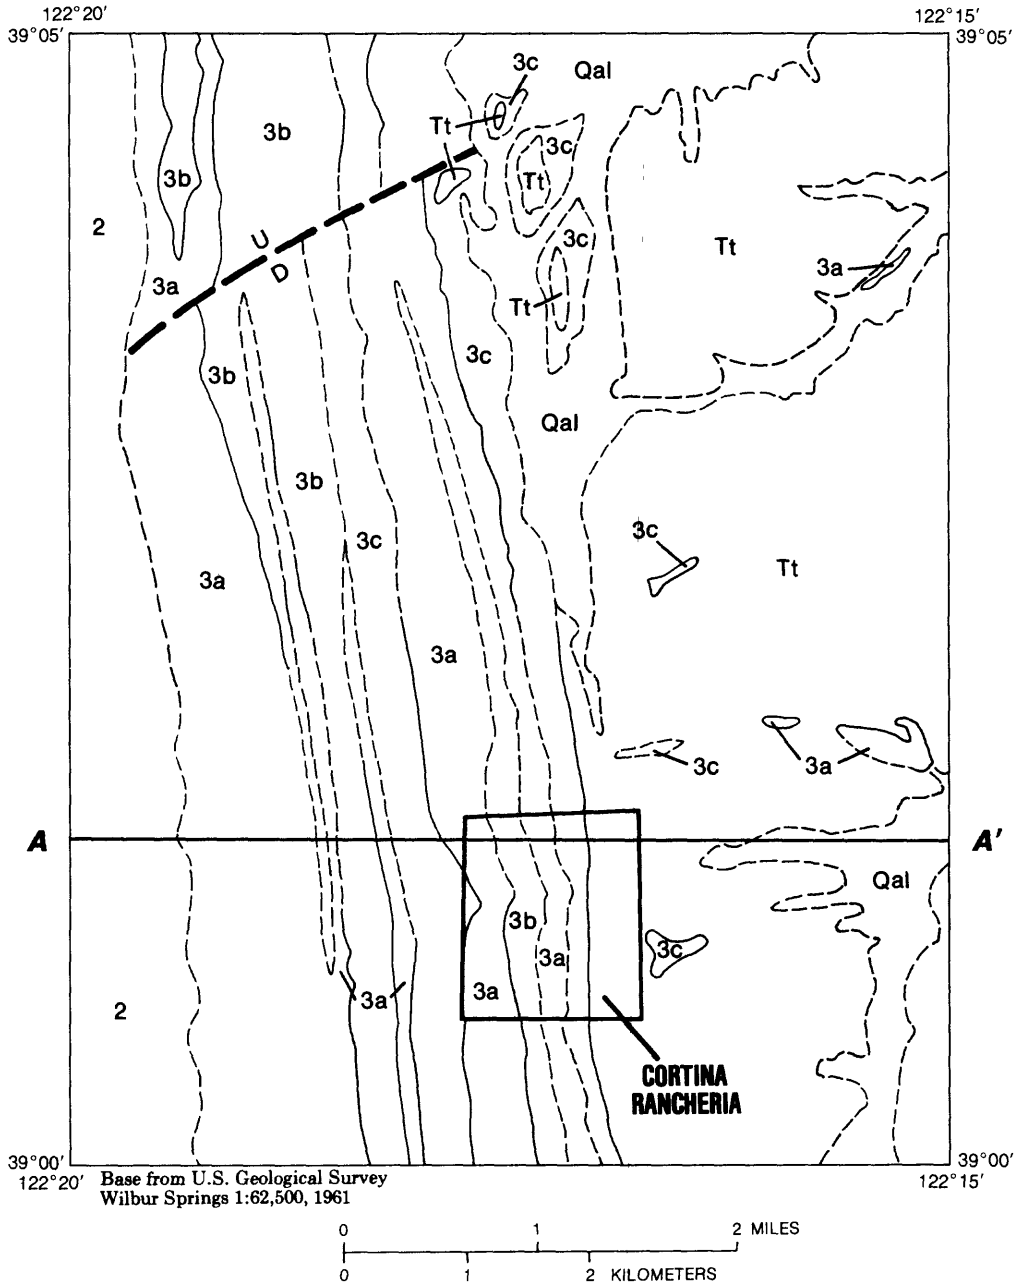 122°20′ 122°15′
39°05′ 39°05′
3c Qal
Tt
3b 3c
3b Tt
2 U 3c Tt
D 3a
3a Tt
3c
3b
Qal
3b
3c 3c
3a Tt
3a
3c 3a
A A′
Qal
3b
3a 3c
3a 3a
2
CORTINA
RANCHERIA
39°00′ 39°00′
122°20′ 122°15′
Base from U.S. Geological Survey
Wilbur Springs 1:62,500, 1961
0 1 2 MILES
0 1 2 KILOMETERS